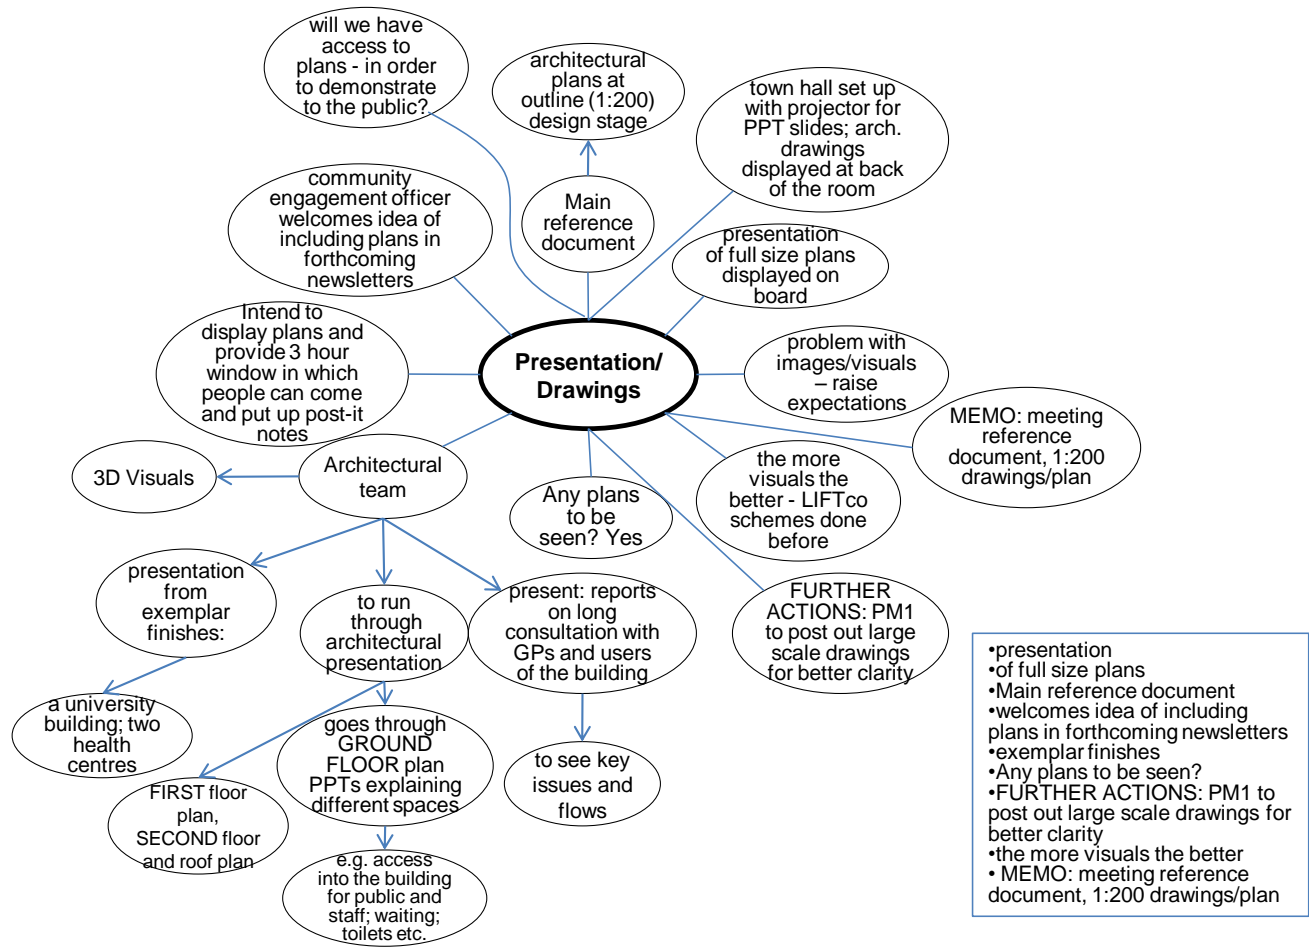 will we have
access to
plans - in order
to demonstrate
to the public?
architectural
plans at
outline (1:200)
design stage
town hall set up
with projector for
PPT slides; arch.
drawings
displayed at back
of the room
community
engagement officer
welcomes idea of
including plans in
forthcoming
newsletters
Main
reference
document
presentation
of full size plans
displayed on
board
Intend to
display plans and
provide 3 hour
window in which
people can come
and put up post-it
notes
Presentation/
Drawings
problem with
images/visuals
– raise
expectations
MEMO: meeting
reference
document, 1:200
drawings/plan
3D Visuals
Architectural
team
Any plans
to be
seen? Yes
the more
visuals the
better - LIFTco
schemes done
before
presentation
from
exemplar
finishes:
to run
through
architectural
presentation
present: reports
on long
consultation with
GPs and users
of the building
FURTHER
ACTIONS: PM1
to post out large
scale drawings
for better clarity
a university
building; two
health
centres
goes through
GROUND
FLOOR plan
PPTs explaining
different spaces
to see key
issues and
flows
FIRST floor
plan,
SECOND floor
and roof plan
e.g. access
into the building
for public and
staff; waiting;
toilets etc.
•presentation
•of full size plans
•Main reference document
•welcomes idea of including
plans in forthcoming newsletters
•exemplar finishes
•Any plans to be seen?
•FURTHER ACTIONS: PM1 to
post out large scale drawings for
better clarity
•the more visuals the better
• MEMO: meeting reference
document, 1:200 drawings/plan